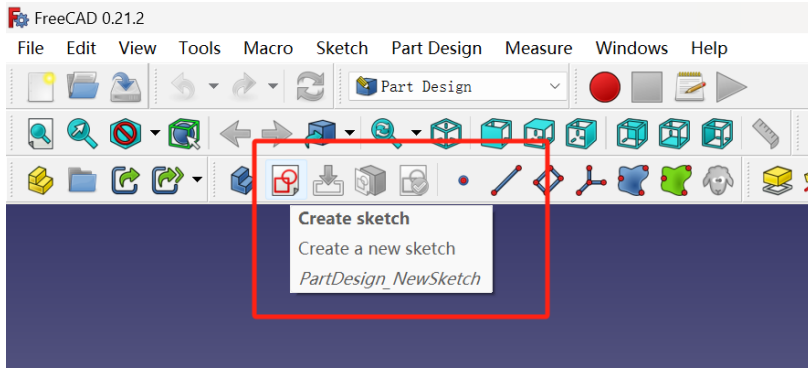 FreeCAD 0.21.2
File Edit View Tools Macro Sketch Part Design Measure Windows Help
Part Design
Create sketch
Create a new sketch
PartDesign_NewSketch